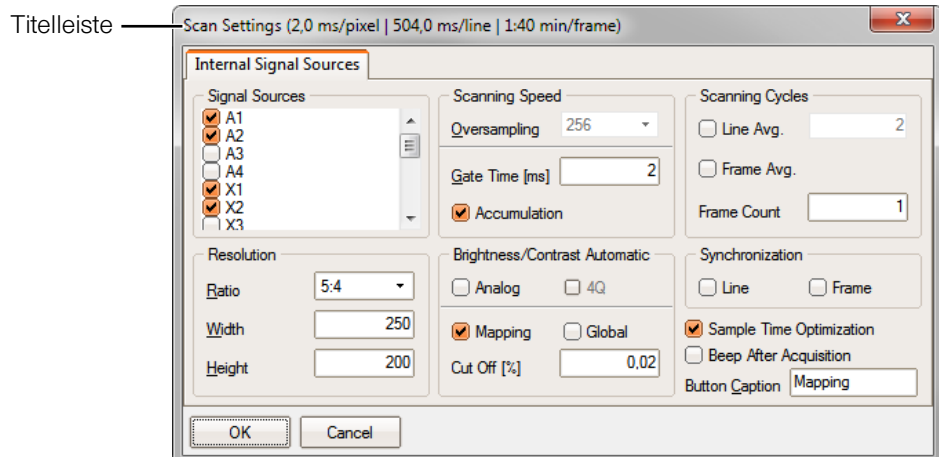 Titelleiste
Scan Settings (2,0 ms/pixel | 504,0 ms/line | 1:40 min/frame)
Internal Signal Sources
Signal Sources
A1
A2
A3
A4
X1
X2
X3
Scanning Speed
Oversampling 256
Gate Time [ms] 2
Accumulation
Scanning Cycles
Line Avg. 2
Frame Avg.
Frame Count 1
Resolution
Ratio 5:4
Width 250
Height 200
Brightness/Contrast Automatic
Analog 4Q
Mapping Global
Cut Off [%] 0,02
Synchronization
Line Frame
Sample Time Optimization
Beep After Acquisition
Button Caption Mapping
OK Cancel